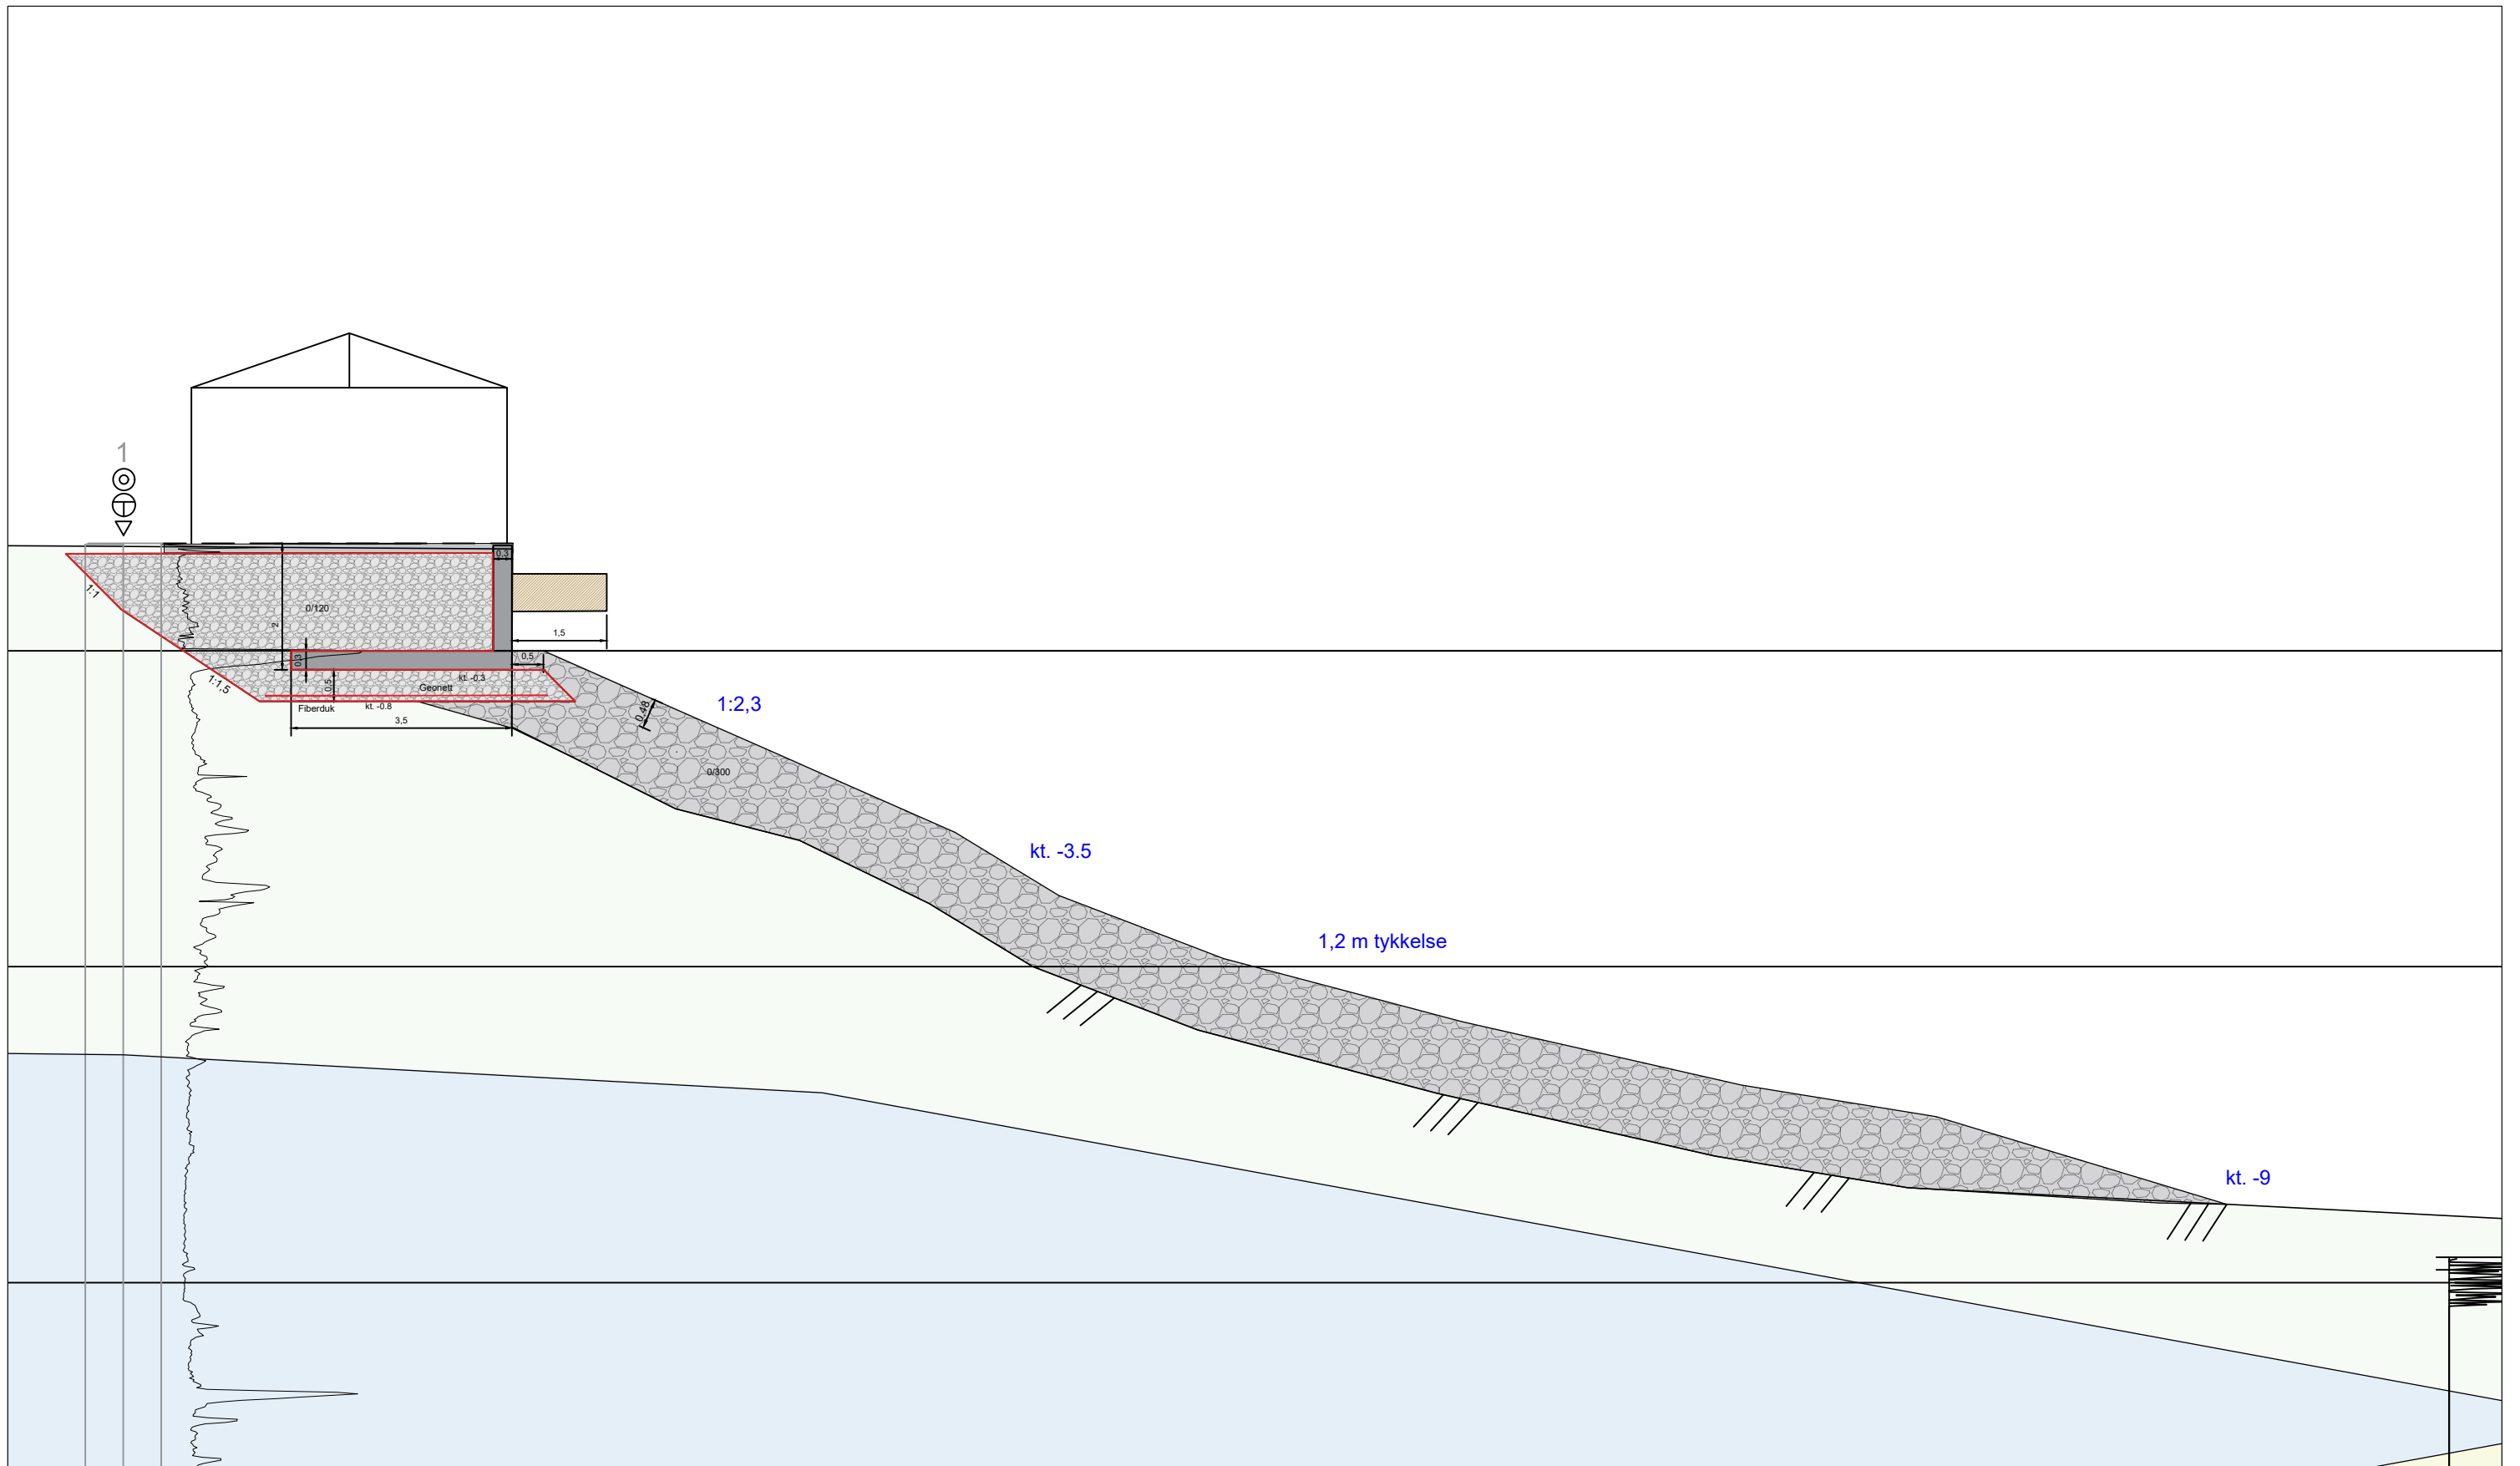 1
0,3
1:1
0/120
2
1,5
0,3
0,5
kt. -0.3
1:1,5
0,5
Geonett
Fiberduk
kt. -0.8
3,5
0,48
1:2,3
0/300
kt. -3.5
1,2 m tykkelse
kt. -9